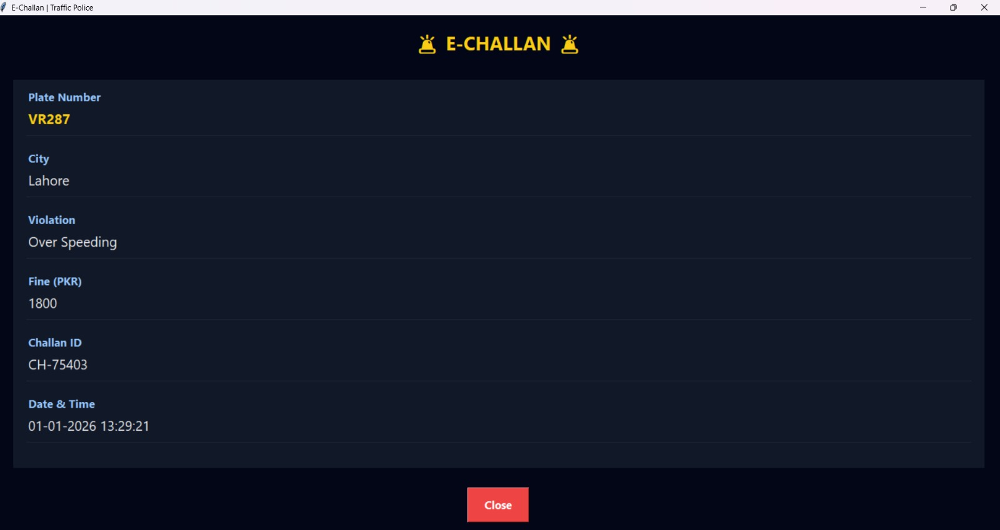 E-Challan | Traffic Police
E-CHALLAN
Plate Number
VR287
City
Lahore
Violation
Over Speeding
Fine (PKR)
1800
Challan ID
CH-75403
Date & Time
01-01-2026 13:29:21
Close